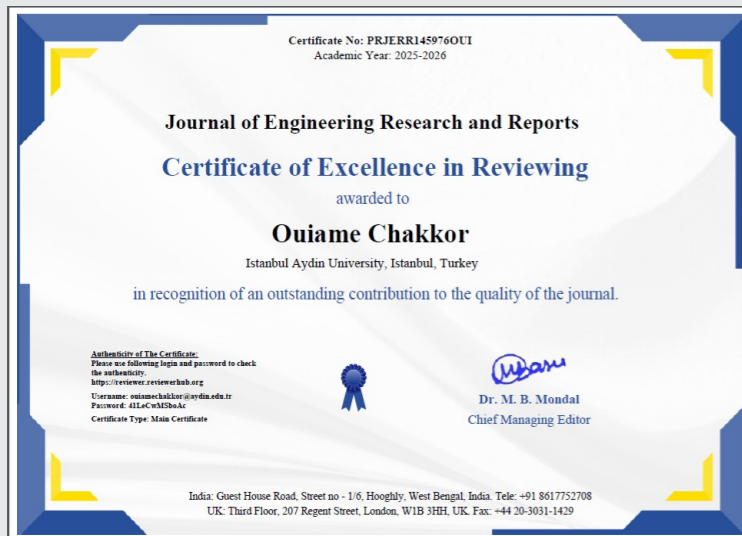 Certificate No: PRJERR145976OUI
Academic Year: 2025-2026
Journal of Engineering Research and Reports
Certificate of Excellence in Reviewing
awarded to
Ouiame Chakkor
Istanbul Aydin University, Istanbul, Turkey
in recognition of an outstanding contribution to the quality of the journal.
Authenticity of The Certificate:
Please use following login and password to check
the authenticity.
https://reviewer.reviewerhub.org
Username: ouiamechakkor@aydin.edu.tr
Password: 41LeCwMSboAc
Certificate Type: Main Certificate
Dr. M. B. Mondal
Chief Managing Editor
India: Guest House Road, Street no - 1/6, Hooghly, West Bengal, India. Tele: +91 8617752708
UK: Third Floor, 207 Regent Street, London, W1B 3HH, UK. Fax: +44 20-3031-1429